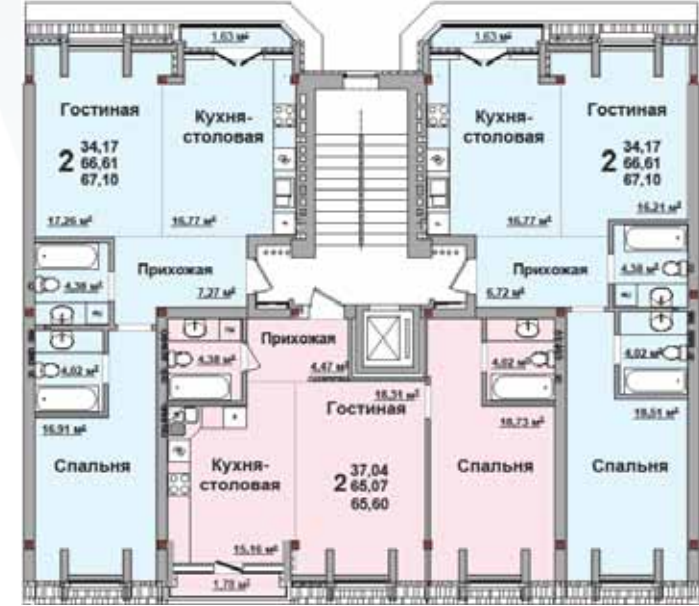 1,63 м²
1,63 м²
Гостиная
Кухня-
столовая
2
34,17
66,61
67,10
17,26 м²
16,77 м²
Прихожая
7,27 м²
4,38 м²
4,02 м²
16,91 м²
Спальня
Кухня-
столовая
Гостиная
2
34,17
66,61
67,10
16,21 м²
16,77 м²
Прихожая
6,72 м²
4,38 м²
4,02 м²
18,51 м²
Спальня
Прихожая
4,47 м²
4,38 м²
18,31 м²
Гостиная
2
37,04
65,07
65,60
Кухня-
столовая
15,16 м²
1,78 м²
4,02 м²
18,73 м²
Спальня